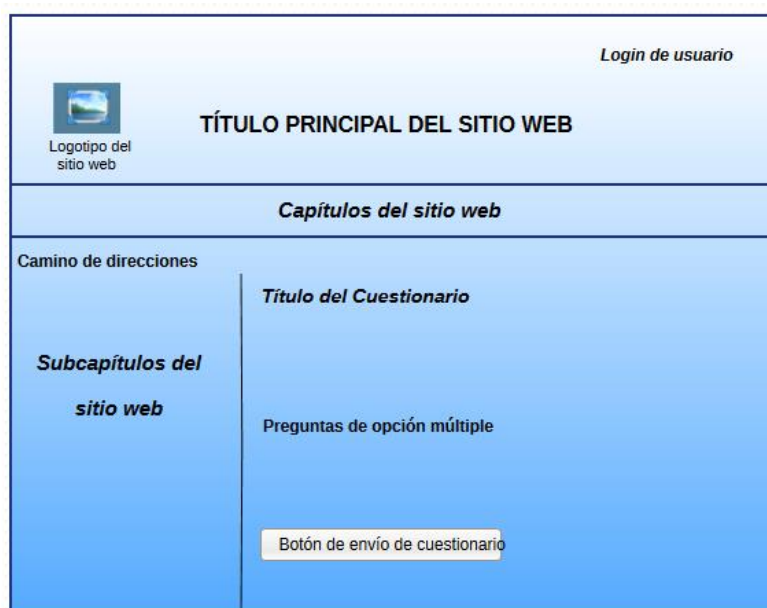 Login de usuario
TÍTULO PRINCIPAL DEL SITIO WEB
Logotipo del
sitio web
Capítulos del sitio web
Camino de direcciones
Título del Cuestionario
Subcapítulos del
sitio web
Preguntas de opción múltiple
Botón de envío de cuestionario